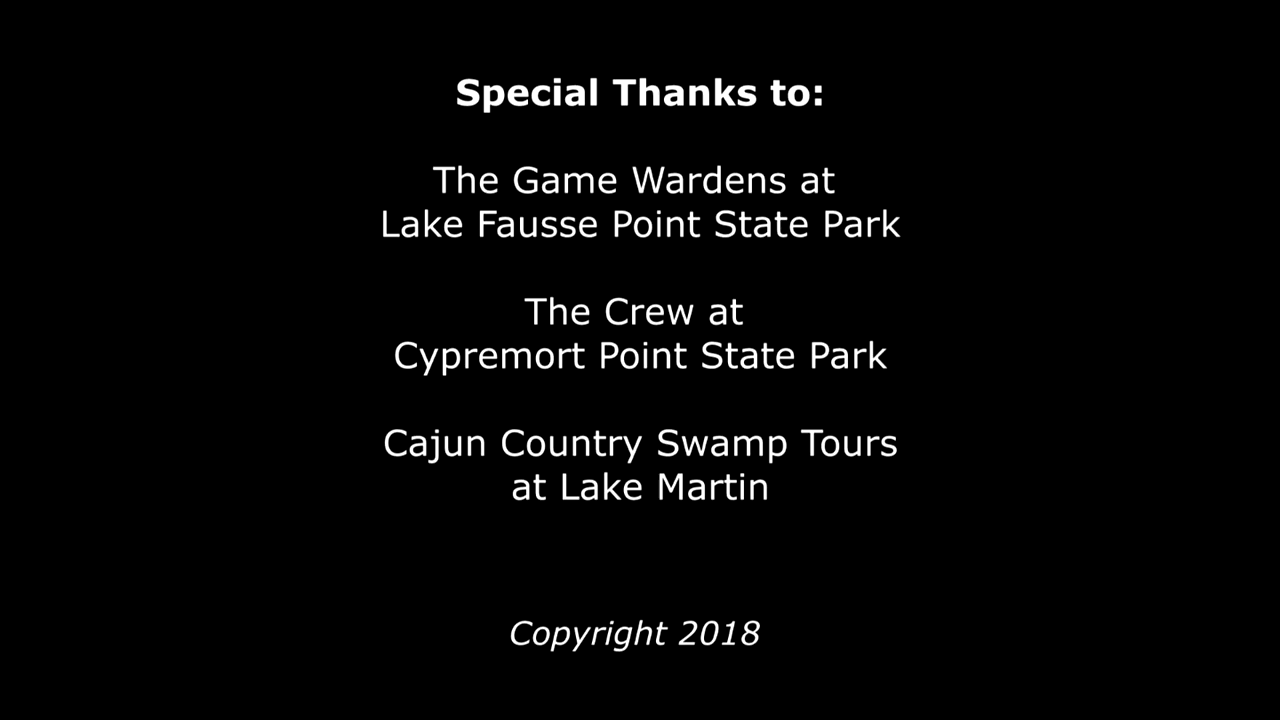 Special Thanks to:
The Game Wardens at
Lake Fausse Point State Park
The Crew at
Cypremort Point State Park
Cajun Country Swamp Tours
at Lake Martin
Copyright 2018